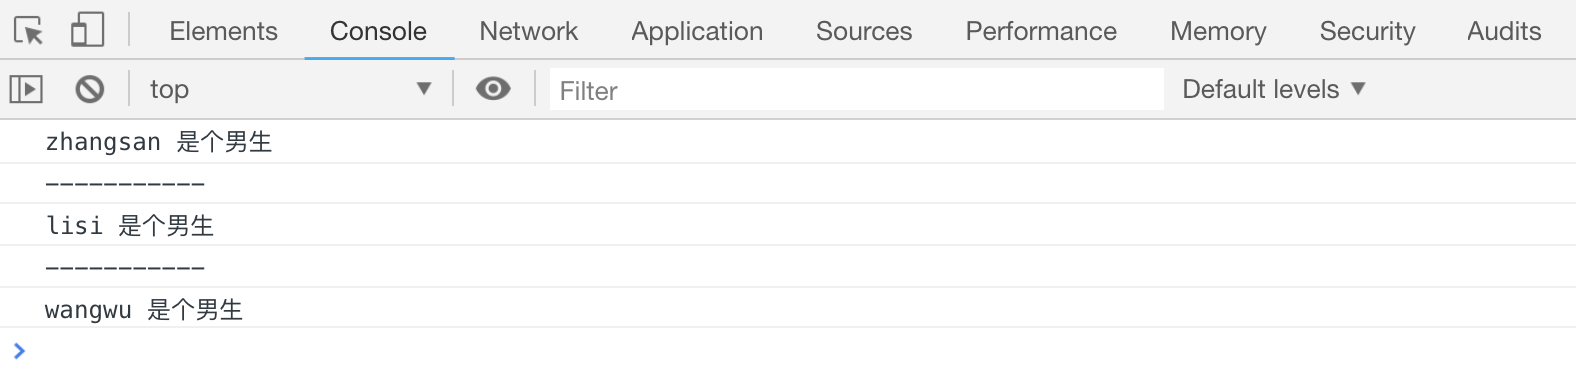 Elements Console Network Application Sources Performance Memory Security Audits
top Filter Default levels
zhangsan 是个男生
-----------
lisi 是个男生
-----------
wangwu 是个男生